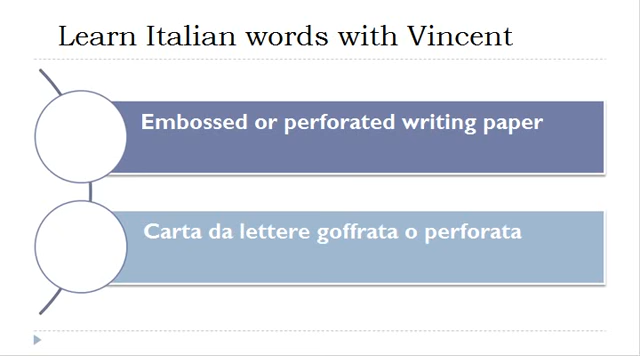 Learn Italian words with Vincent
Embossed or perforated writing paper
Carta da lettere goffrata o perforata